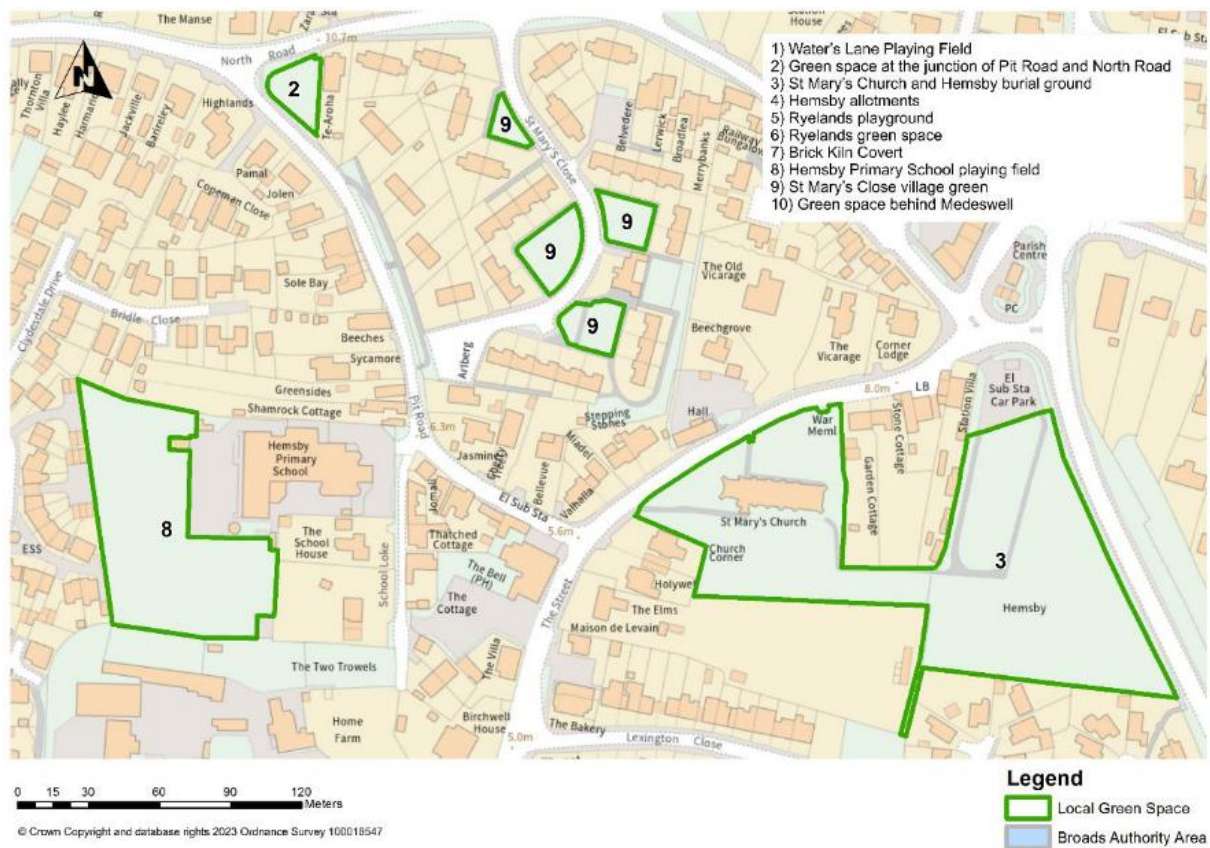 The Manse
Sta
Station
House
El Sub Sta
10.7m
North Road
Thornton
Villa
Haylee
Harmarie
Jackville
Highlands
2
Te-Aroha
N
9
St Mary'S Close
Belvedere
Lerwick
Broadlea
Merrybanks
Railway
Bungalow
1) Water's Lane Playing Field
2) Green space at the junction of Pit Road and North Road
3) St Mary's Church and Hemsby burial ground
4) Hemsby allotments
5) Ryelands playground
6) Ryelands green space
7) Brick Kiln Covert
8) Hemsby Primary School playing field
9) St Mary's Close village green
10) Green space behind Medeswell
Pamal
Jolen
Copeman Close
9
9
9
Parish
Centre
PC
The Old
Vicarage
Sole Bay
Clydesdale Drive
Bridle Close
Beeches
Sycamore
Arlberg
Beechgrove
The
Vicarage
Corner
Lodge
8.0m
LB
El
Sub Sta
Car Park
Greensides
Shamrock Cottage
Pit Road
6.3m
Stepping
Stones
Hall
War
Meml
Station Villa
Stone Cottage
Garden Cottage
Hemsby
Primary
School
Jasmine
Bellevue
Miadel
Valhalla
El Sub Sta
5.6m
St Mary's Church
8
ESS
The
School
House
School Loke
Jomali
Thatched
Cottage
The Bell
(PH)
The
Cottage
The Street
Church
Corner
Holywell
The Elms
Maison de Levain
3
Hemsby
The Two Trowels
The Villa
Home
Farm
Birchwell
House
5.0m
The Bakery
Lexington Close
0 15 30 60 90 120
Meters
© Crown Copyright and database rights 2023 Ordnance Survey 100018547
Legend
Local Green Space
Broads Authority Area